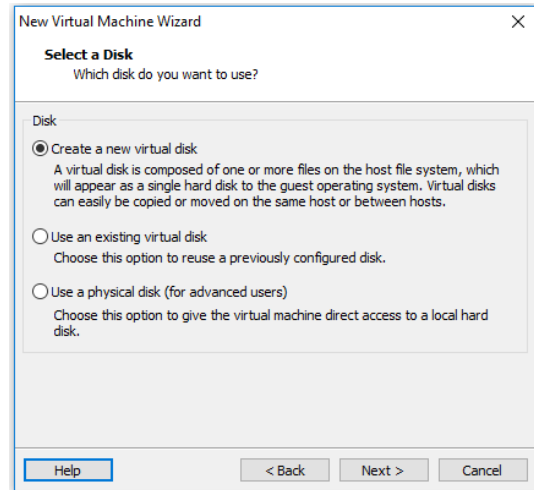 New Virtual Machine Wizard
Select a Disk
Which disk do you want to use?
Disk
Create a new virtual disk
A virtual disk is composed of one or more files on the host file system, which
will appear as a single hard disk to the guest operating system. Virtual disks
can easily be copied or moved on the same host or between hosts.
Use an existing virtual disk
Choose this option to reuse a previously configured disk.
Use a physical disk (for advanced users)
Choose this option to give the virtual machine direct access to a local hard
disk.
Help < Back Next > Cancel